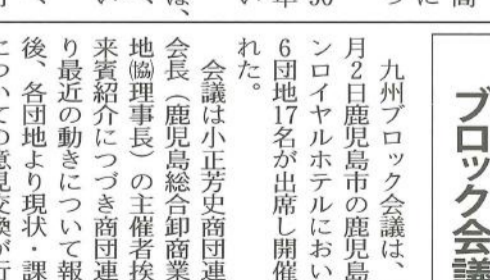 ブロック会議
九州ブロック会議は、
月2日鹿児島市の鹿児島
ンロイヤルホテルにおい
6団地17名が出席し開催
れた。
会議は小正芳史商団連
会長（鹿児島総合卸商業
地㈿理事長）の主催者挨
来賓紹介につづき商団連
り最近の動きについて報
後、各団地より現状・課
についての意見交換が行